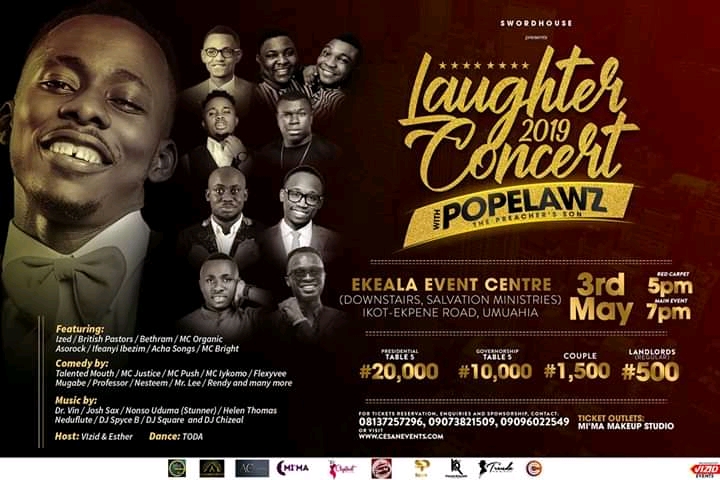 SWORDHOUSE
presents
Laughter
2019
Concert
WITH POPELAWZ
THE PREACHER'S SON
EKEALA EVENT CENTRE
(DOWNSTAIRS, SALVATION MINISTRIES)
IKOT-EKPENE ROAD, UMUAHIA
3rd
May
RED CARPET
5pm
MAIN EVENT
7pm
PRESIDENTIAL
TABLE 5
#20,000
GOVERNORSHIP
TABLE 5
#10,000
COUPLE
#1,500
LANDLORDS
(REGULAR)
#500
FOR TICKETS RESERVATION, ENQUIRIES AND SPONSORSHIP, CONTACT.
08137257296, 09073821509, 09096022549
OR VISIT
WWW.CESANEVENTS.COM
TICKET OUTLETS:
MI'MA MAKEUP STUDIO
Featuring:
Ized / British Pastors / Bethram / MC Organic
Asorock / Ifeanyi Ibezim / Acha Songs / MC Bright
Comedy by:
Talented Mouth / MC Justice / MC Push / MC Iykomo / Flexyvee
Mugabe / Professor / Nesteem / Mr. Lee / Rendy and many more
Music by:
Dr. Vin / Josh Sax / Nonso Uduma (Stunner) / Helen Thomas
Neduflute / DJ Spyce B / DJ Square and DJ Chizeal
Host: VIzid & Esther Dance: TODA
MI'MA
VIZID
EVENTS